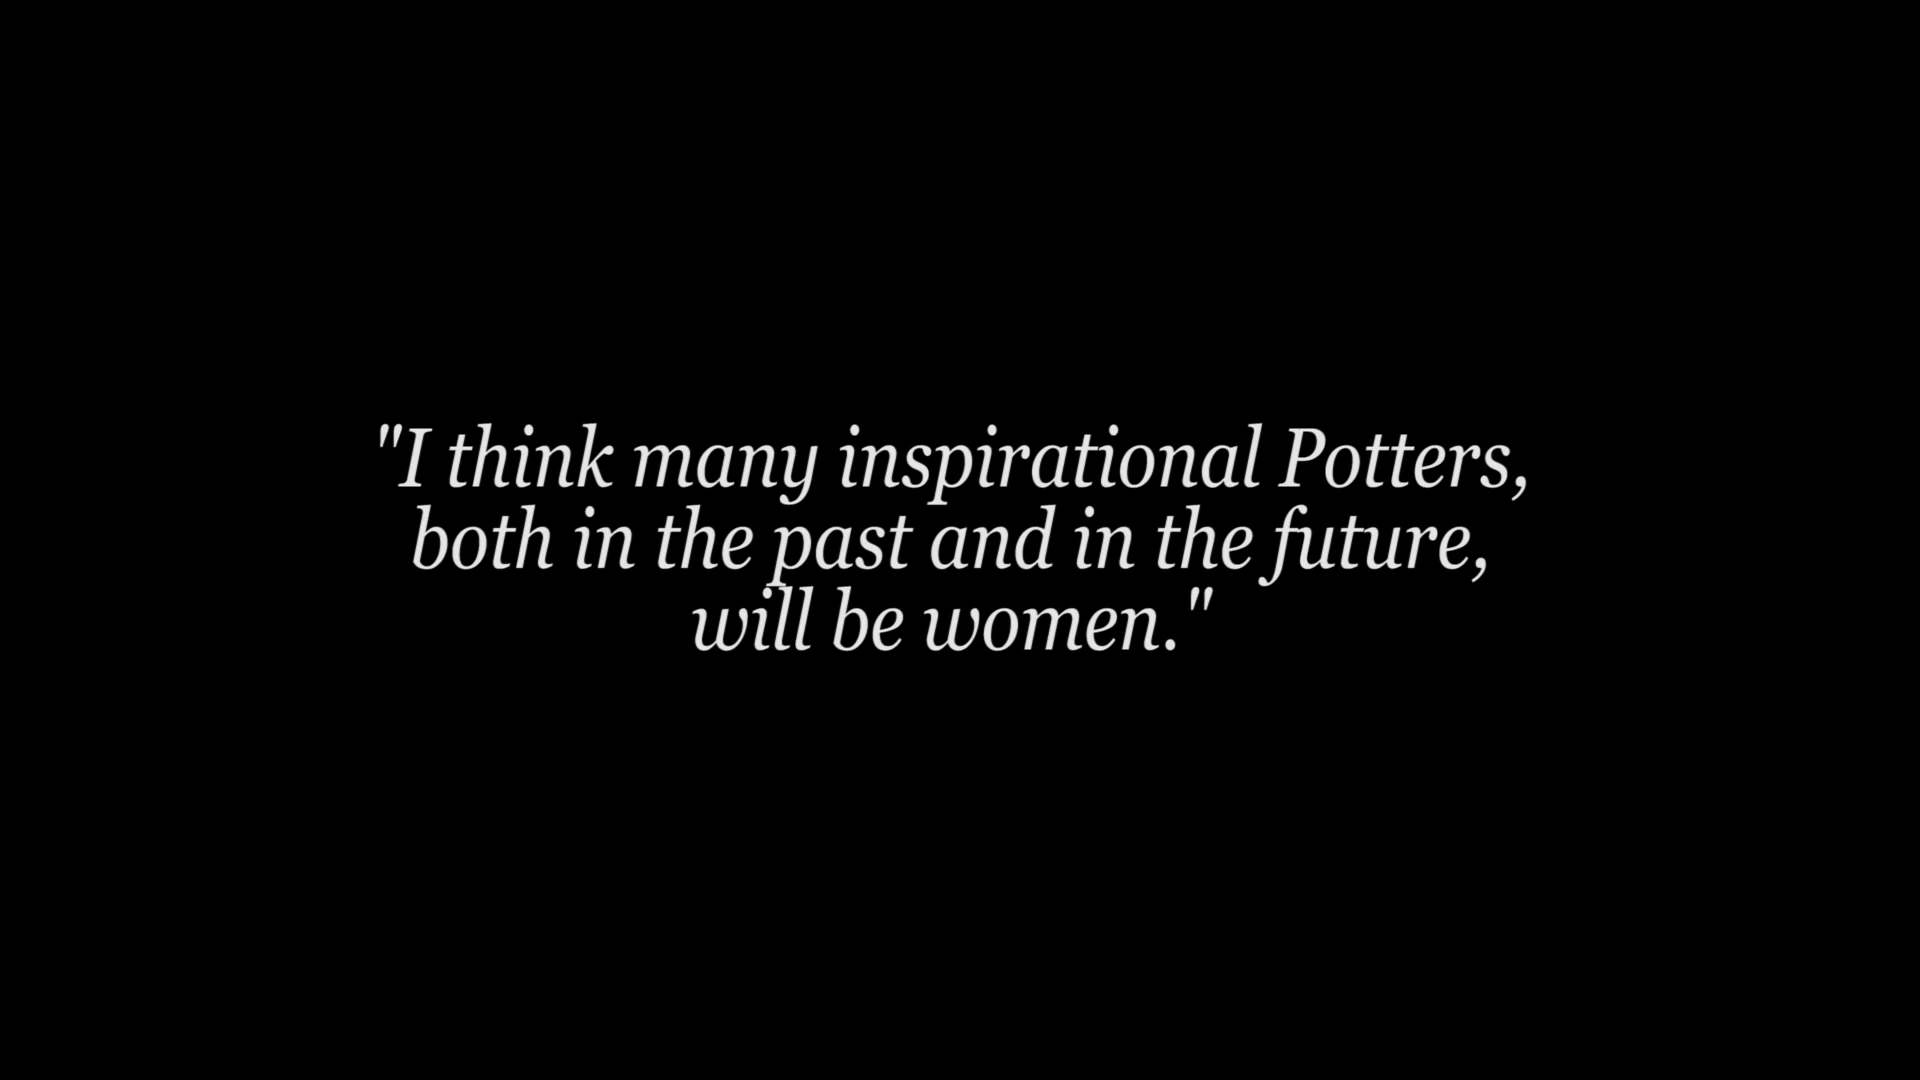 "I think many inspirational Potters,
both in the past and in the future,
will be women."